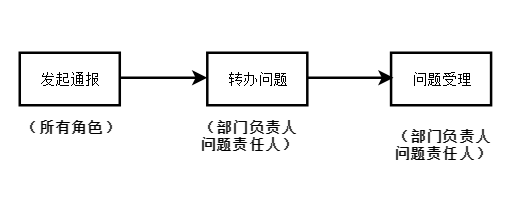 发起通报
转办问题
问题受理
（所有角色）
（部门负责人
问题责任人）
（部门负责人
问题责任人）